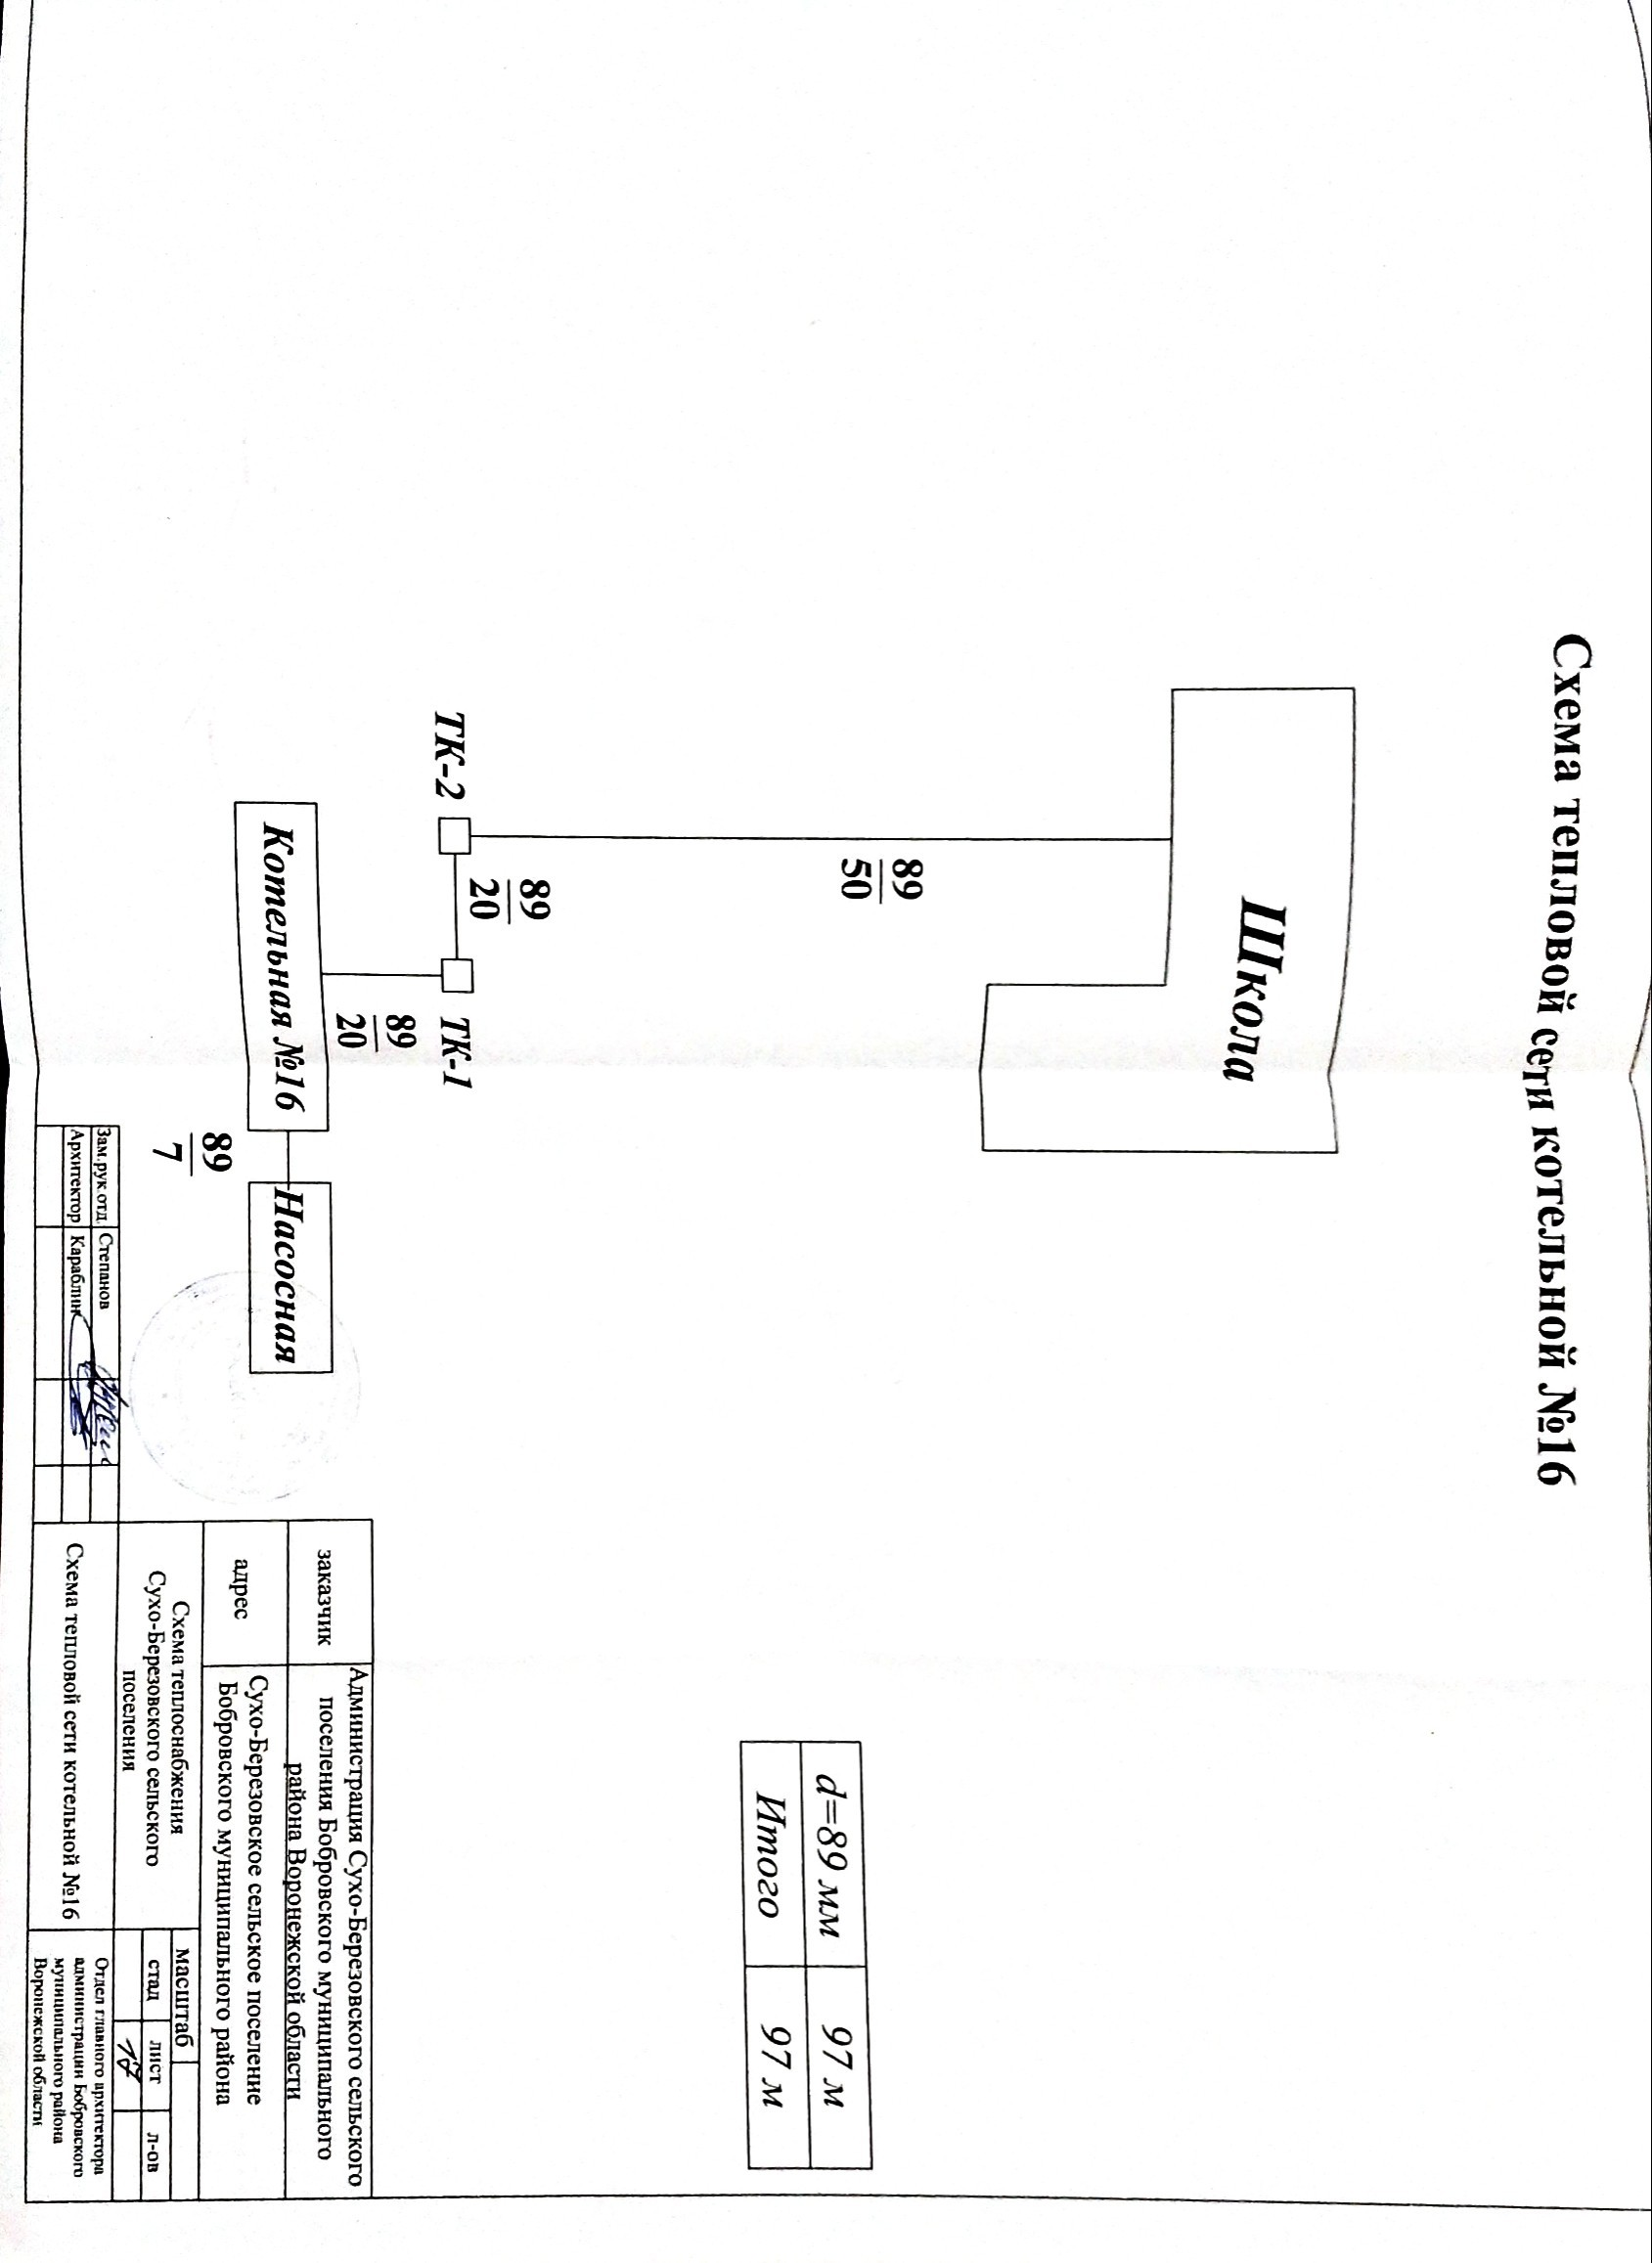 Схема тепловой сети котельной №16
Школа
89
50
ТК-2
89
20
ТК-1
89
20
Котельная №16
89
7
Насосная
d=89 мм 97 м
Итого 97 м
заказчик
Администрация Сухо-Березовского сельского
поселения Бобровского муниципального
района Воронежской области
адрес
Сухо-Березовское сельское поселение
Бобровского муниципального района
Схема теплоснабжения
Сухо-Березовского сельского
поселения
масштаб
стад лист л-ов
18
Зам.рук.отд. Степанов
Архитектор Караблин
Схема тепловой сети котельной №16
Отдел главного архитектора
администрации Бобровского
муниципального района
Воронежской области